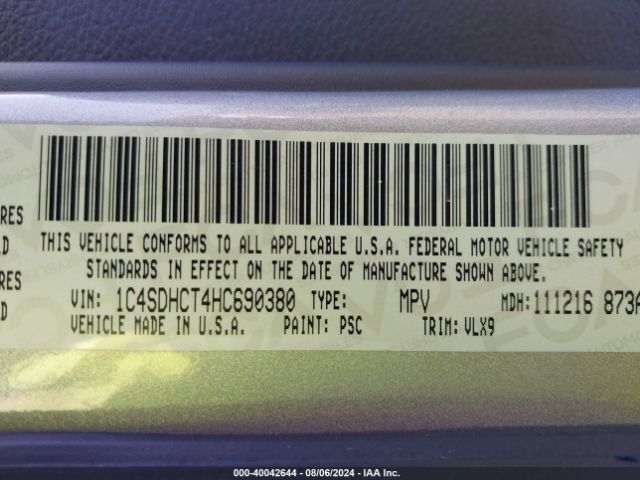 RES
D
RES
D
THIS VEHICLE CONFORMS TO ALL APPLICABLE U.S.A. FEDERAL MOTOR VEHICLE SAFETY
STANDARDS IN EFFECT ON THE DATE OF MANUFACTURE SHOWN ABOVE.
VIN: 1C4SDHCT4HC690380 TYPE: MPV MDH:111216 873A
VEHICLE MADE IN U.S.A. PAINT: PSC TRIM:VLX9
000-40042644 - 08/06/2024 - IAA Inc.